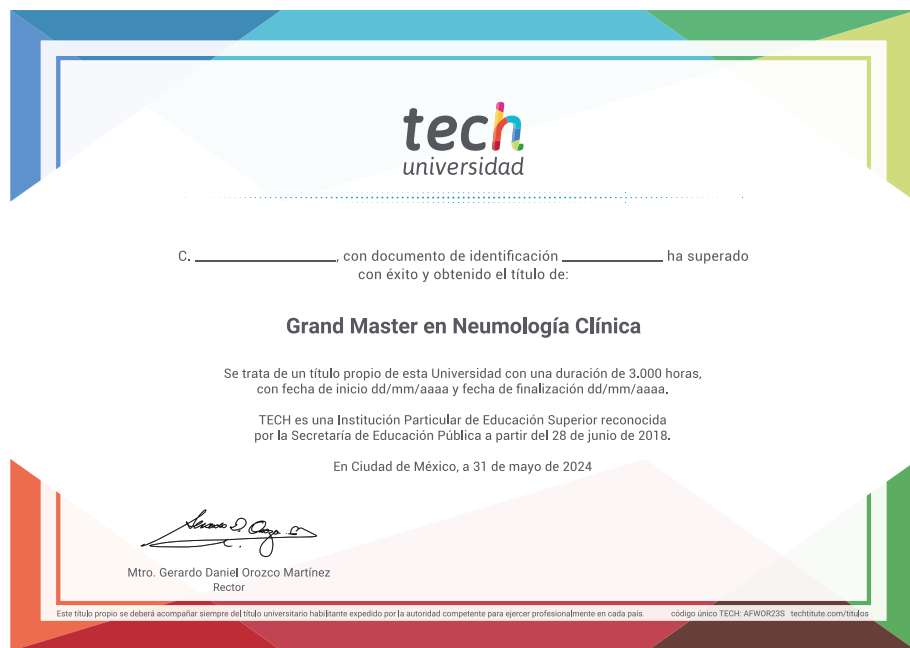 tech
universidad
C. ____________________, con documento de identificación ______________ ha superado
con éxito y obtenido el título de:
Grand Master en Neumología Clínica
Se trata de un título propio de esta Universidad con una duración de 3.000 horas,
con fecha de inicio dd/mm/aaaa y fecha de finalización dd/mm/aaaa.
TECH es una Institución Particular de Educación Superior reconocida
por la Secretaría de Educación Pública a partir del 28 de junio de 2018.
En Ciudad de México, a 31 de mayo de 2024
Mtro. Gerardo Daniel Orozco Martínez
Rector
Este título propio se deberá acompañar siempre del título universitario habilitante expedido por la autoridad competente para ejercer profesionalmente en cada país. código único TECH: AFWOR23S techtitute.com/titulos